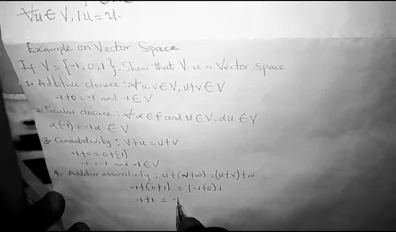 ∀u ∈ V, 1u = u.
Example on Vector Space
If V = {-1, 0, 1}. Show that V is a Vector Space
1. Additive closure : ∀u,v ∈ V, u+v ∈ V
-1+0 = -1 and -1 ∈ V
2. Scalar closure : ∀ α ∈ F and u ∈ V, αu ∈ V
α(-1) = -1α ∈ V
3. Commutativity : v+u = u+v
-1+0 = 0+(-1)
-1 = -1 and -1 ∈ V
4. Additive associativity : u+(v+w) = (u+v)+w
-1+(0+1) = (-1+0)1
-1+1 = -1